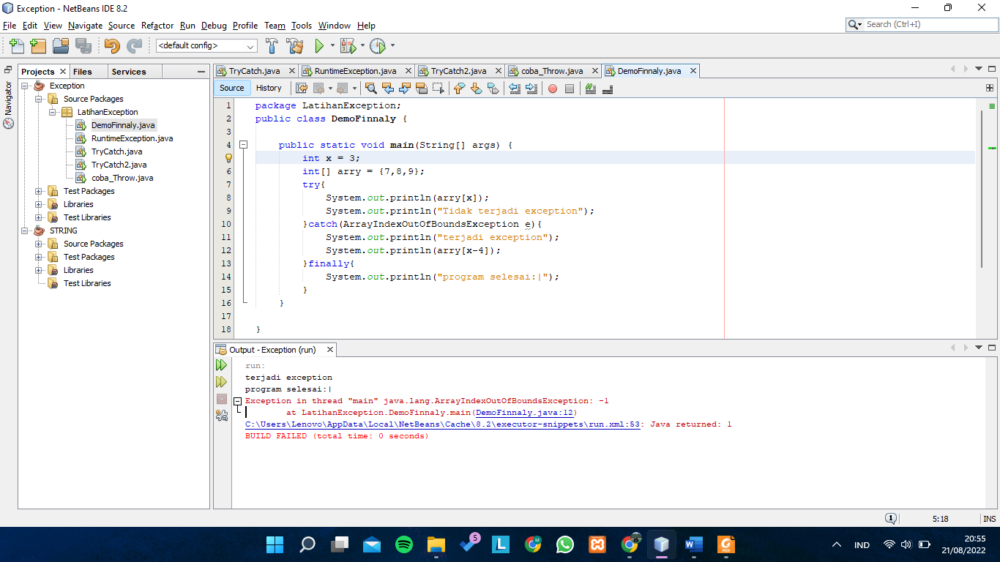 Exception - NetBeans IDE 8.2
File Edit View Navigate Source Refactor Run Debug Profile Team Tools Window Help
Search (Ctrl+I)
<default config>
Projects Files Services
Navigator
Exception
Source Packages
LatihanException
DemoFinnaly.java
RuntimeException.java
TryCatch.java
TryCatch2.java
coba_Throw.java
Test Packages
Libraries
Test Libraries
STRING
Source Packages
Test Packages
Libraries
Test Libraries
TryCatch.java RuntimeException.java TryCatch2.java coba_Throw.java DemoFinnaly.java
Source History
1 package LatihanException;
2 public class DemoFinnaly {
3
4 public static void main(String[] args) {
int x = 3;
6 int[] arry = {7,8,9};
7 try{
8 System.out.println(arry[x]);
9 System.out.println("Tidak terjadi exception");
10 }catch(ArrayIndexOutOfBoundsException e){
11 System.out.println("terjadi exception");
12 System.out.println(arry[x-4]);
13 }finally{
14 System.out.println("program selesai:|");
15 }
16 }
17
18 }
Output - Exception (run)
run:
terjadi exception
program selesai:|
Exception in thread "main" java.lang.ArrayIndexOutOfBoundsException: -1
at LatihanException.DemoFinnaly.main(DemoFinnaly.java:12)
C:\Users\Lenovo\AppData\Local\NetBeans\Cache\8.2\executor-snippets\run.xml:53: Java returned: 1
BUILD FAILED (total time: 0 seconds)
1 5:18 INS
5
L
M
W
PDF
IND
20:55
21/08/2022